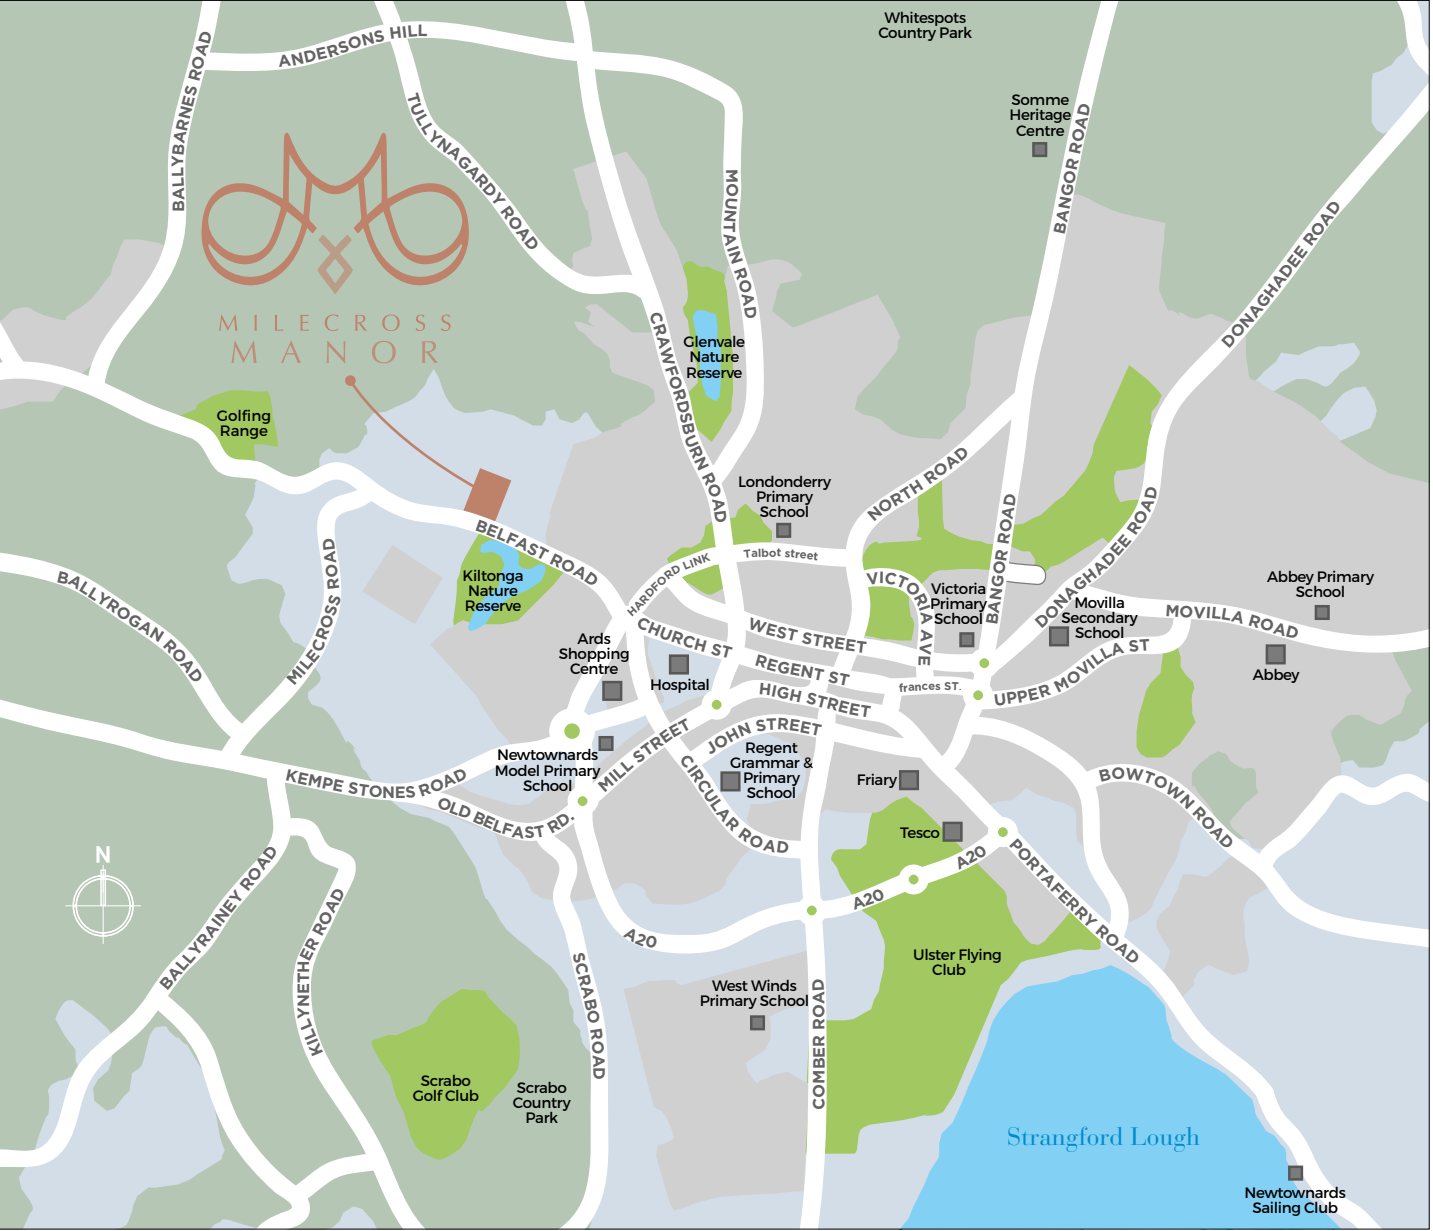 Whitespots
Country Park
ANDERSONS HILL
BALLYBARNES ROAD
TULLYNAGARDY ROAD
Somme
Heritage
Centre
BANGOR ROAD
MOUNTAIN ROAD
DONAGHADEE ROAD
MILECROSS
MANOR
CRAWFORDSBURN ROAD
Glenvale
Nature
Reserve
Golfing
Range
NORTH ROAD
Londonderry
Primary
School
BELFAST ROAD
HARDFORD LINK
Talbot street
BANGOR ROAD
DONAGHADEE ROAD
Kiltonga
Nature
Reserve
VICTORIA AVE
Victoria
Primary
School
Movilla
Secondary
School
Abbey Primary
School
MOVILLA ROAD
BALLYROGAN ROAD
MILECROSS ROAD
Ards
Shopping
Centre
CHURCH ST
WEST STREET
REGENT ST
Hospital
frances ST.
UPPER MOVILLA ST
Abbey
HIGH STREET
JOHN STREET
MILL STREET
Newtownards
Model Primary
School
Regent
Grammar &
Primary
School
Friary
KEMPE STONES ROAD
OLD BELFAST RD.
CIRCULAR ROAD
BOWTOWN ROAD
Tesco
N
A20
A20
A20
PORTAFERRY ROAD
BALLYRAINEY ROAD
KILLYNETHER ROAD
SCRABO ROAD
Ulster Flying
Club
West Winds
Primary School
COMBER ROAD
Scrabo
Golf Club
Scrabo
Country
Park
Strangford Lough
Newtownards
Sailing Club